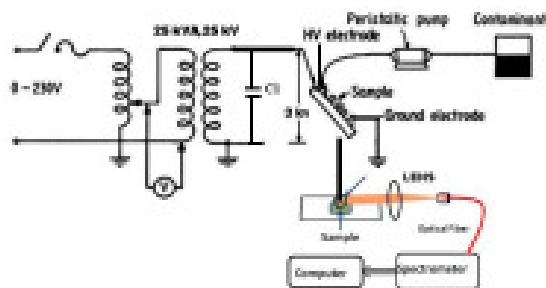 25 kVA, 25 kV
Peristaltic pump
Contaminant
HV electrode
0 - 230V
Sample
Ground electrode
V
Lens
Sample
Optical Fiber
Computer
Spectrometer